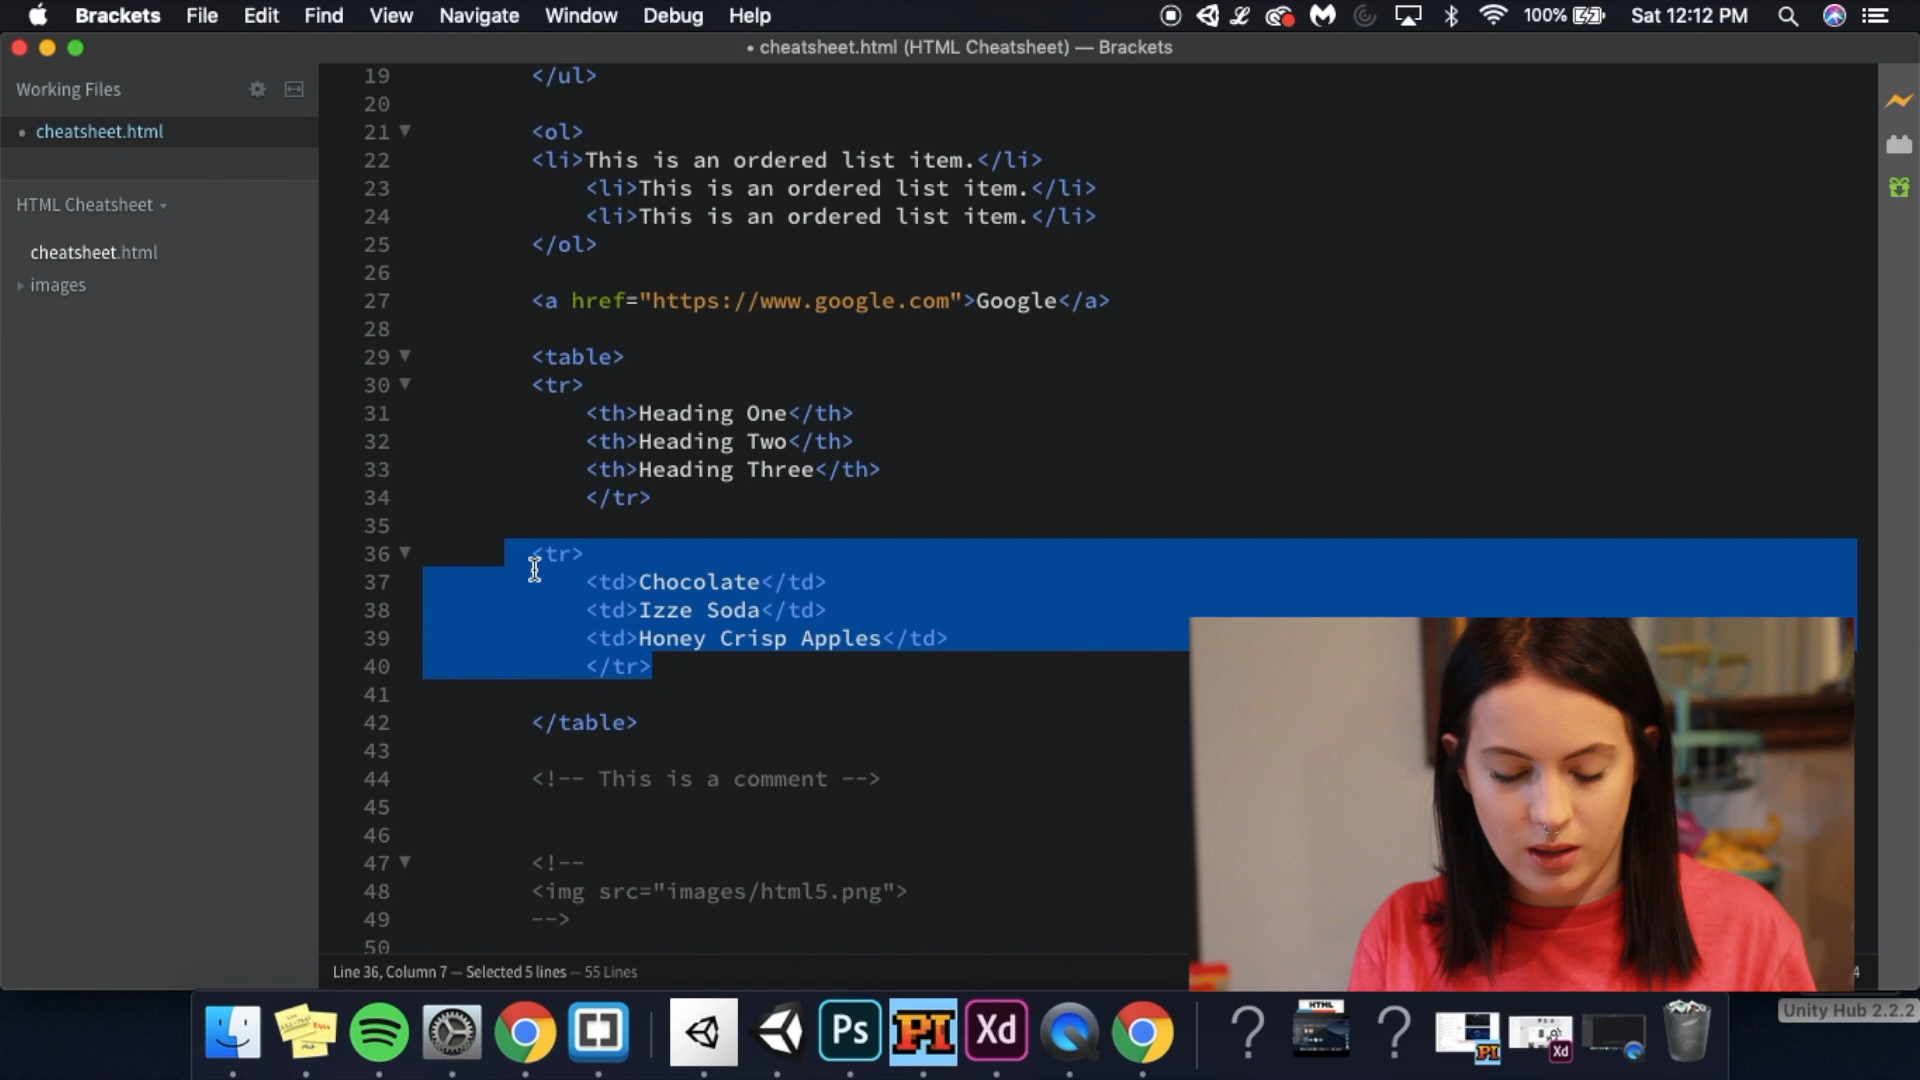 Brackets File Edit Find View Navigate Window Debug Help 100% Sat 12:12 PM
• cheatsheet.html (HTML Cheatsheet) — Brackets
Working Files
• cheatsheet.html
HTML Cheatsheet
cheatsheet.html
images
19 </ul>
20
21 <ol>
22 <li>This is an ordered list item.</li>
23 <li>This is an ordered list item.</li>
24 <li>This is an ordered list item.</li>
25 </ol>
26
27 <a href="https://www.google.com">Google</a>
28
29 <table>
30 <tr>
31 <th>Heading One</th>
32 <th>Heading Two</th>
33 <th>Heading Three</th>
34 </tr>
35
36 <tr>
37 <td>Chocolate</td>
38 <td>Izze Soda</td>
39 <td>Honey Crisp Apples</td>
40 </tr>
41
42 </table>
43
44 <!-- This is a comment -->
45
46
47 <!--
48 <img src="images/html5.png">
49 -->
50
Line 36, Column 7 — Selected 5 lines — 55 Lines
4
Ps PI Xd ? HTML ? PI Xd
Unity Hub 2.2.2